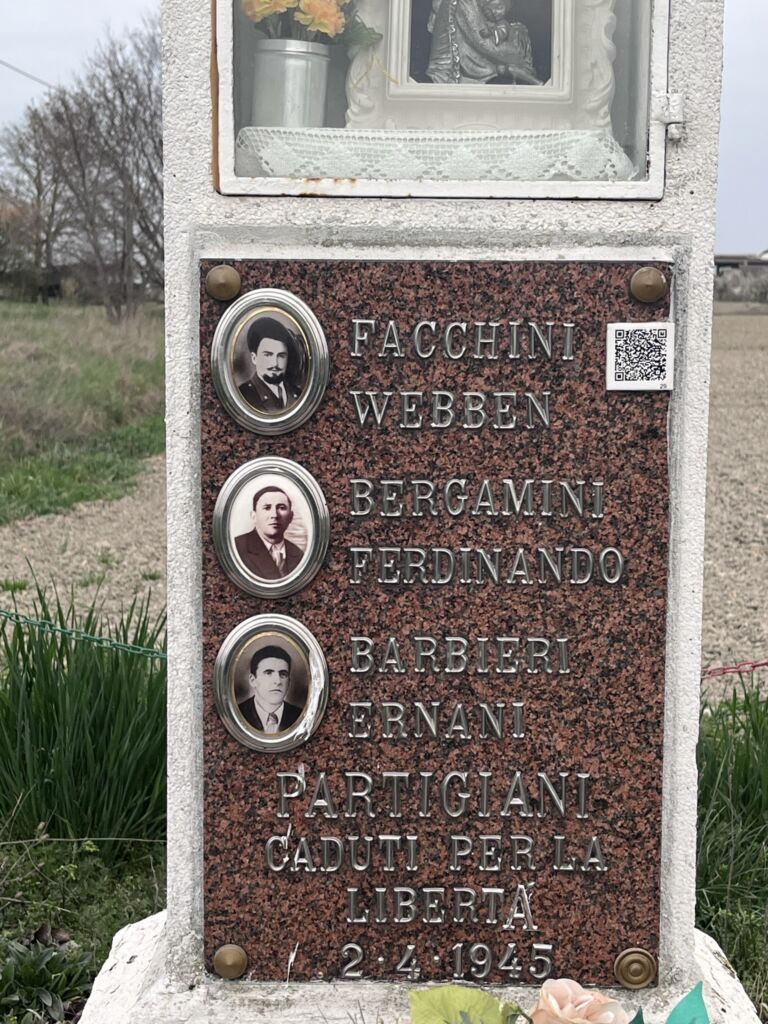 FACCHINI
WEBBEN
BERGAMINI
FERDINANDO
BARBIERI
ERNANI
PARTIGIANI
CADUTI PER LA
LIBERTÁ
2·4·1945